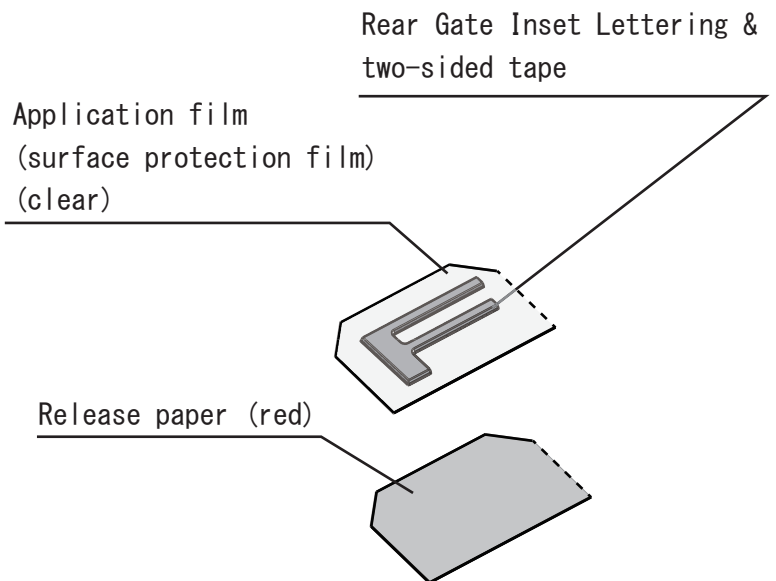 Rear Gate Inset Lettering &
two-sided tape
Application film
(surface protection film)
(clear)
Release paper (red)